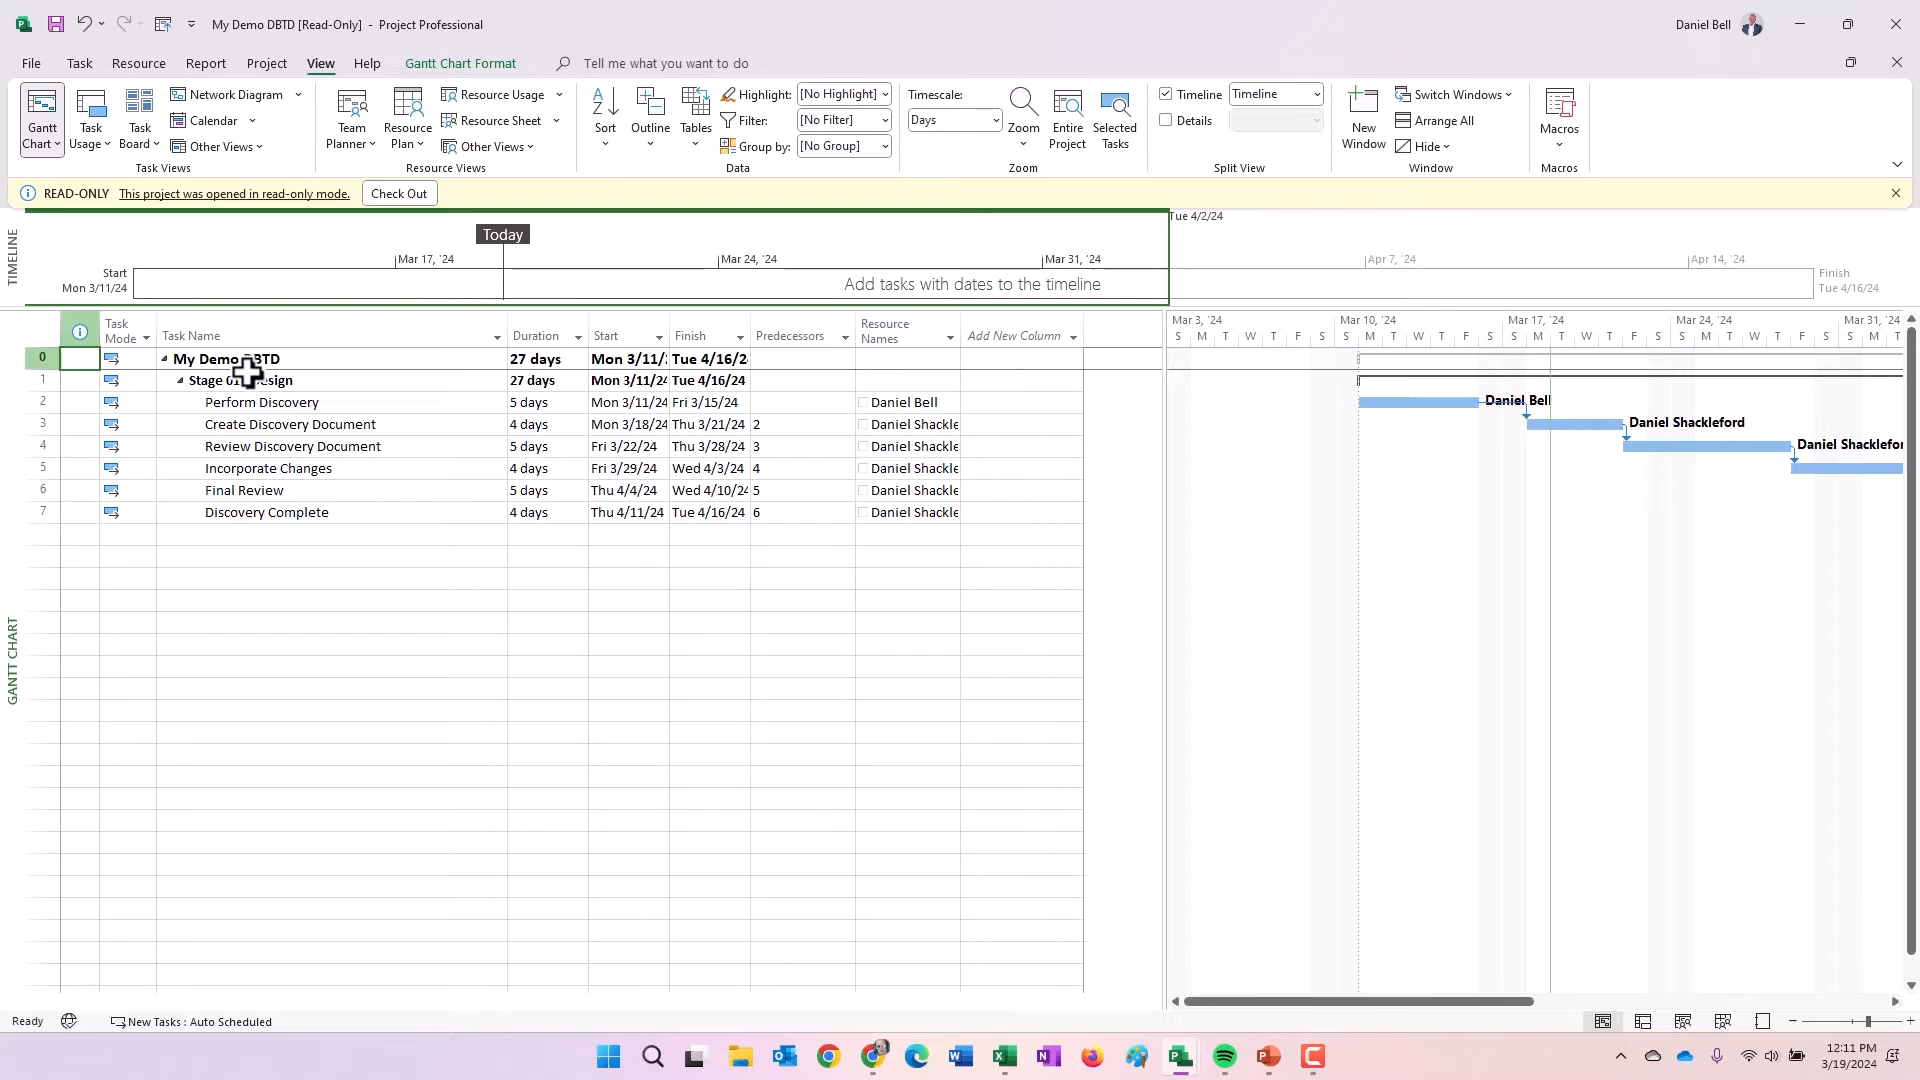 My Demo DBTD [Read-Only] - Project Professional
Daniel Bell
File Task Resource Report Project View Help Gantt Chart Format Tell me what you want to do
Gantt Chart
Task Usage
Task Board
Network Diagram
Calendar
Other Views
Task Views
Team Planner
Resource Plan
Resource Usage
Resource Sheet
Other Views
Resource Views
Sort
Outline
Tables
Highlight: [No Highlight]
Filter: [No Filter]
Group by: [No Group]
Data
Timescale:
Days
Zoom
Entire Project
Selected Tasks
Zoom
Timeline Timeline
Details
Split View
New Window
Switch Windows
Arrange All
Hide
Window
Macros
Macros
READ-ONLY This project was opened in read-only mode. Check Out
TIMELINE
Tue 4/2/24
Today
Mar 17, '24 Mar 24, '24 Mar 31, '24 Apr 7, '24 Apr 14, '24
Start
Mon 3/11/24
Add tasks with dates to the timeline
Finish
Tue 4/16/24
GANTT CHART
Task Mode Task Name Duration Start Finish Predecessors Resource Names Add New Column
Mar 3, '24 Mar 10, '24 Mar 17, '24 Mar 24, '24 Mar 31, '24
S M T W T F S S M T W T F S S M T W T F S S M T W T F S S M T
0 My Demo DBTD 27 days Mon 3/11/ Tue 4/16/2
1 Stage 01 Design 27 days Mon 3/11/24 Tue 4/16/24
2 Perform Discovery 5 days Mon 3/11/24 Fri 3/15/24 Daniel Bell
3 Create Discovery Document 4 days Mon 3/18/24 Thu 3/21/24 2 Daniel Shackle
4 Review Discovery Document 5 days Fri 3/22/24 Thu 3/28/24 3 Daniel Shackle
5 Incorporate Changes 4 days Fri 3/29/24 Wed 4/3/24 4 Daniel Shackle
6 Final Review 5 days Thu 4/4/24 Wed 4/10/24 5 Daniel Shackle
7 Discovery Complete 4 days Thu 4/11/24 Tue 4/16/24 6 Daniel Shackle
Daniel Bell
Daniel Shackleford
Daniel Shacklefor
Ready New Tasks : Auto Scheduled
12:11 PM
3/19/2024